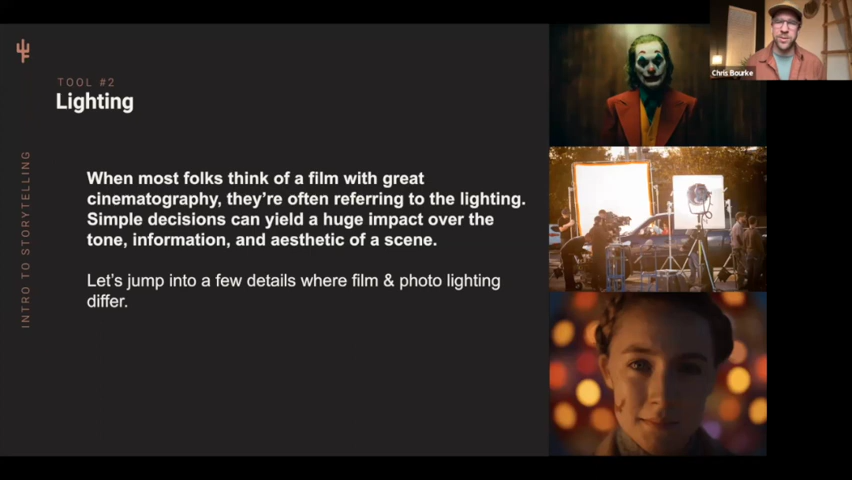 TOOL #2
Lighting
INTRO TO STORYTELLING
When most folks think of a film with great
cinematography, they're often referring to the lighting.
Simple decisions can yield a huge impact over the
tone, information, and aesthetic of a scene.
Let's jump into a few details where film & photo lighting
differ.
Chris Bourke